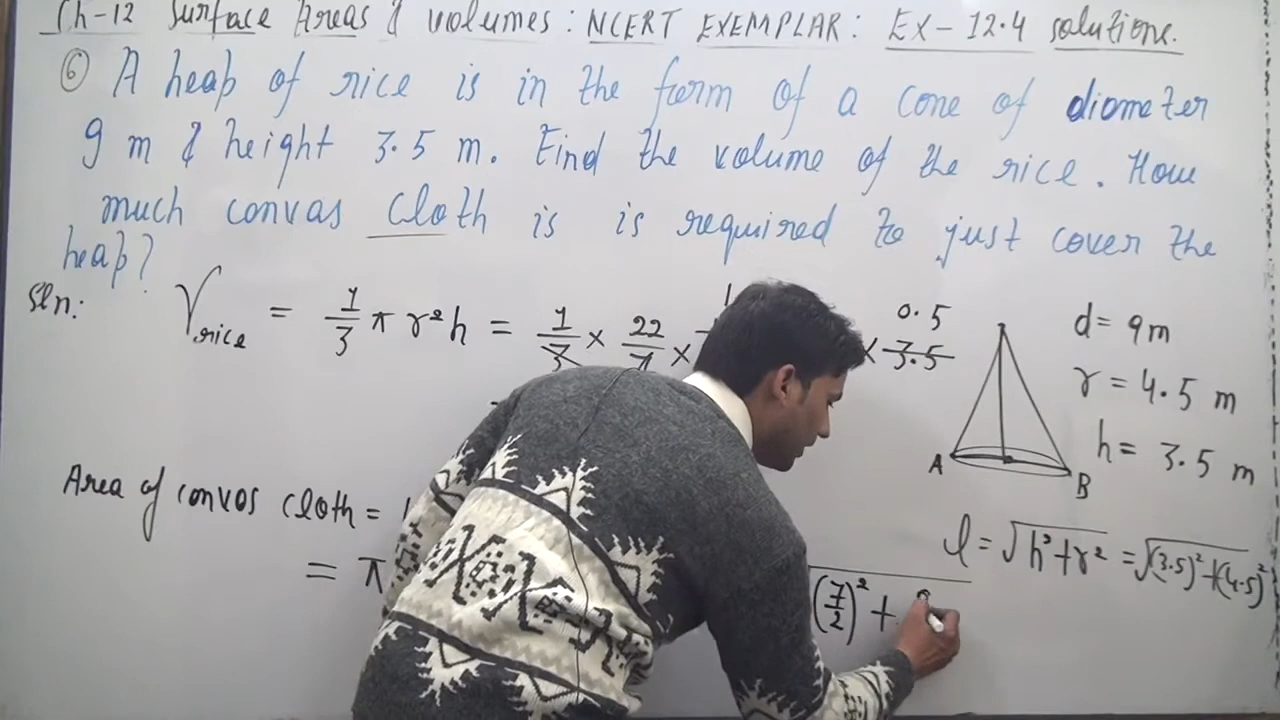 Ch-12 Surface Areas & volumes : NCERT EXEMPLAR : EX-12.4 solutions.
⑥ A heap of rice is in the form of a cone of diameter
9 m & height 3.5 m. Find the volume of the rice. How
much convas cloth is is required to just cover the
heap?
Sln: V rice = 1/3 π r² h = 1/3 × 22/7 × × 3.5
0.5
d = 9m
r = 4.5 m
h = 3.5 m
A
B
Area of convas cloth =
l = √h²+r² = √(3.5)²+(4.5)²
= π (7/2)² +